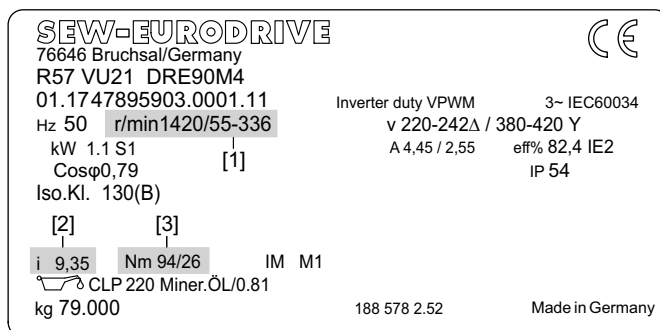 SEW-EURODRIVE CE
76646 Bruchsal/Germany
R57 VU21 DRE90M4
01.1747895903.0001.11 Inverter duty VPWM 3~ IEC60034
Hz 50 r/min1420/55-336 v 220-242Δ / 380-420 Y
kW 1.1 S1 [1] A 4,45 / 2,55 eff% 82,4 IE2
Cosφ0,79 IP 54
Iso.Kl. 130(B)
[2] [3]
i 9,35 Nm 94/26 IM M1
CLP 220 Miner.ÖL/0.81
kg 79.000 188 578 2.52 Made in Germany